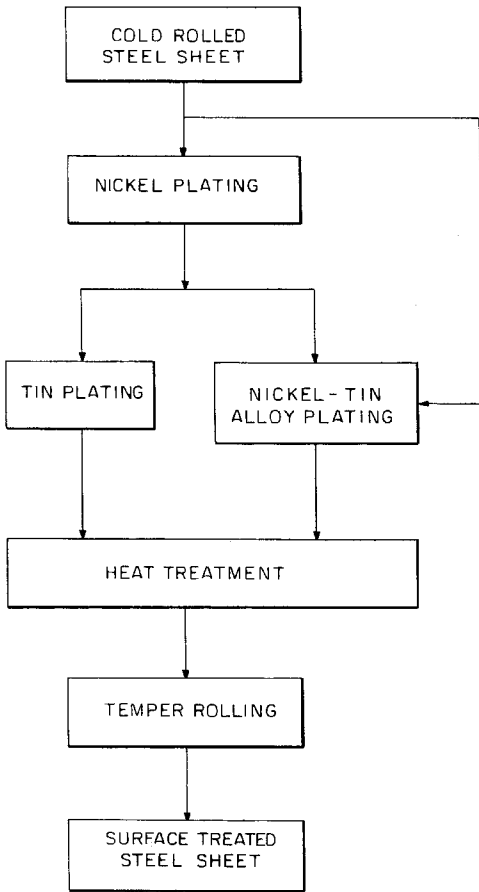 COLD ROLLED
STEEL SHEET
NICKEL PLATING
TIN PLATING
NICKEL-TIN
ALLOY PLATING
HEAT TREATMENT
TEMPER ROLLING
SURFACE TREATED
STEEL SHEET